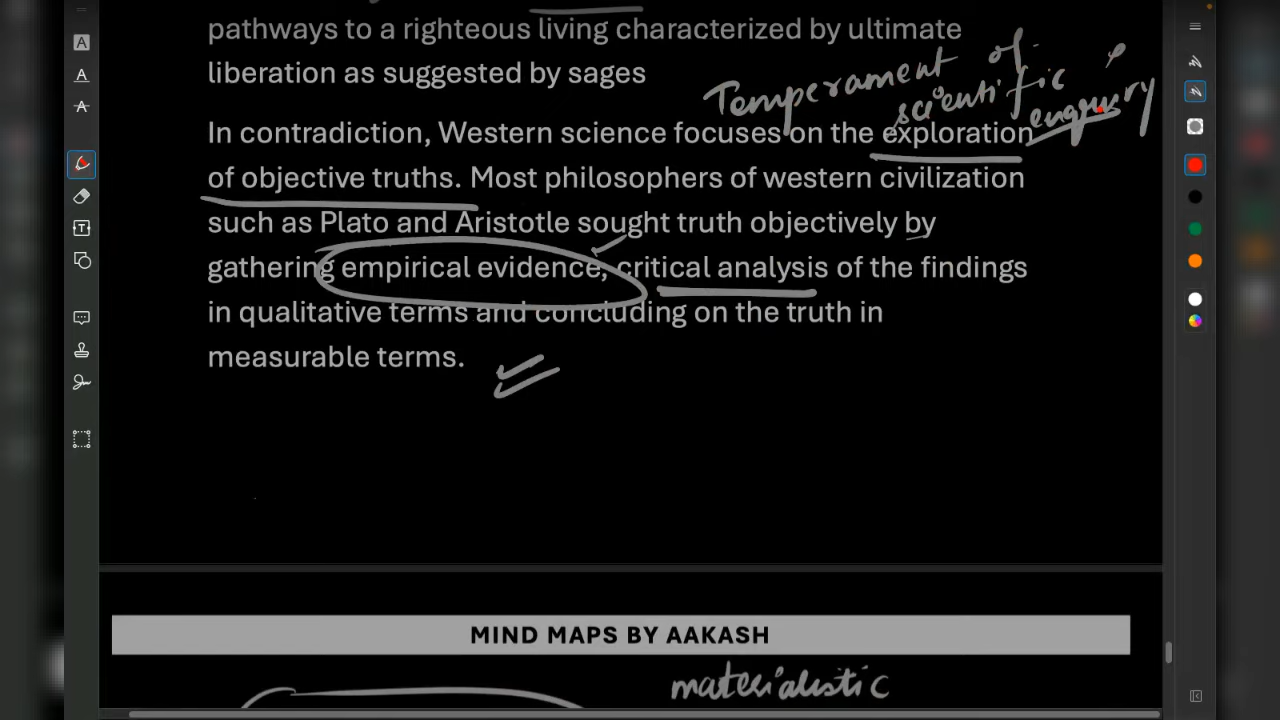 pathways to a righteous living characterized by ultimate
liberation as suggested by sages
Temperament of
scientific
enquiry
In contradiction, Western science focuses on the exploration
of objective truths. Most philosophers of western civilization
such as Plato and Aristotle sought truth objectively by
gathering empirical evidence, critical analysis of the findings
in qualitative terms and concluding on the truth in
measurable terms.
MIND MAPS BY AAKASH
materialistic